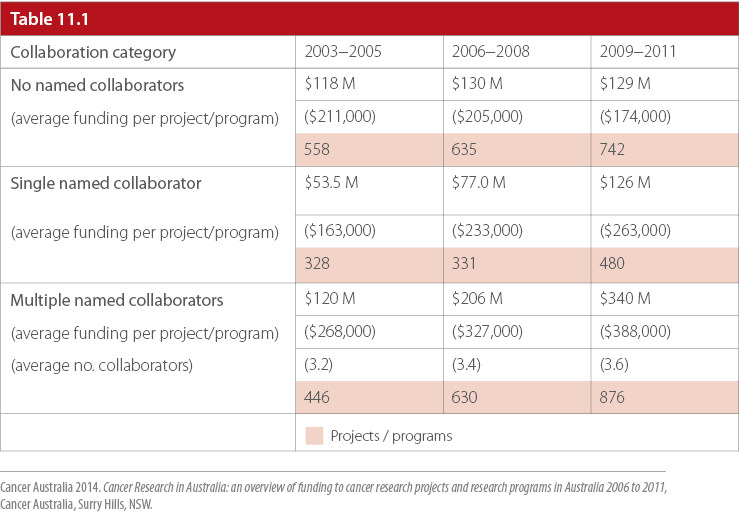 Table 11.1
Collaboration category 2003–2005 2006–2008 2009–2011
No named collaborators $118 M $130 M $129 M
(average funding per project/program) ($211,000) ($205,000) ($174,000)
558 635 742
Single named collaborator $53.5 M $77.0 M $126 M
(average funding per project/program) ($163,000) ($233,000) ($263,000)
328 331 480
Multiple named collaborators $120 M $206 M $340 M
(average funding per project/program) ($268,000) ($327,000) ($388,000)
(average no. collaborators) (3.2) (3.4) (3.6)
446 630 876
Projects / programs
Cancer Australia 2014. Cancer Research in Australia: an overview of funding to cancer research projects and research programs in Australia 2006 to 2011,
Cancer Australia, Surry Hills, NSW.